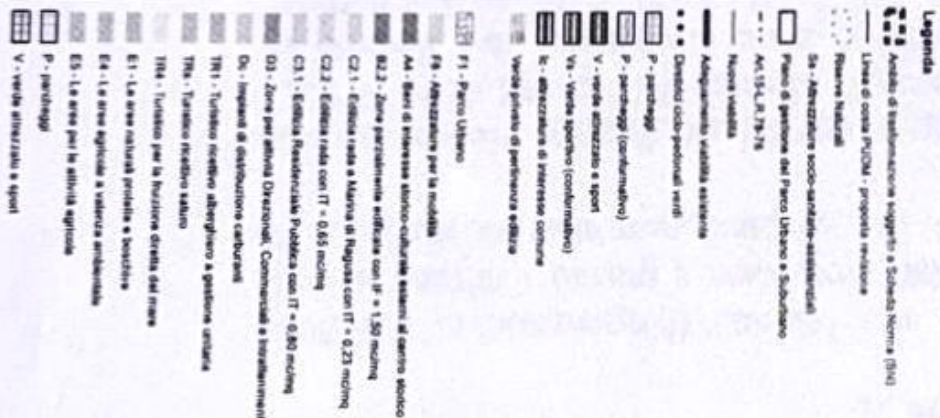 Legenda
Ambito di trasformazione soggetto a Scheda Norma (SN)
Linea di costa PUDM - proposta revisione
Riserve Naturali
Sa - Attrezzature socio-sanitarie-assistenziali
Piano di gestione del Parco Urbano e suburbano
Art.15-L.R.78-76
Nuova viabilità
Adeguamento viabilità esistente
Direttrici ciclo-pedonali verdi
P - parcheggi
P - parcheggi (conformativo)
V - verde attrezzato e sport
Vs - Verde sportivo (conformativo)
Ic - attrezzature di interesse comune
Verde privato di pertinenza edilizia
F1 - Parco Urbano
F8 - Attrezzature per la mobilità
A4 - Beni di interesse storico-culturale esterni al centro storico
B2.2 - Zone parzialmente edificate con IF = 1,50 mc/mq
C2.1 - Edilizia rada a Marina di Ragusa con IT = 0,23 mc/mq
C2.2 - Edilizia rada con IT = 0,65 mc/mq
C3.1 - Edilizia Residenziale Pubblica con IT = 0,80 mc/mq
D3 - Zone per attività Direzionali, Commerciali e Intrattenimento
Dc - Impianti di distribuzione carburanti
TR1 - Turistico ricettivo alberghiero a gestione unitaria
TRs - Turistico ricettivo saturo
TR4 - Turistico per la fruizione diretta del mare
E1 - Le aree naturali protette e boschive
E4 - Le aree agricole a valenza ambientale
E5 - Le aree per le attività agricole
P - parcheggi
V - verde attrezzato e sport